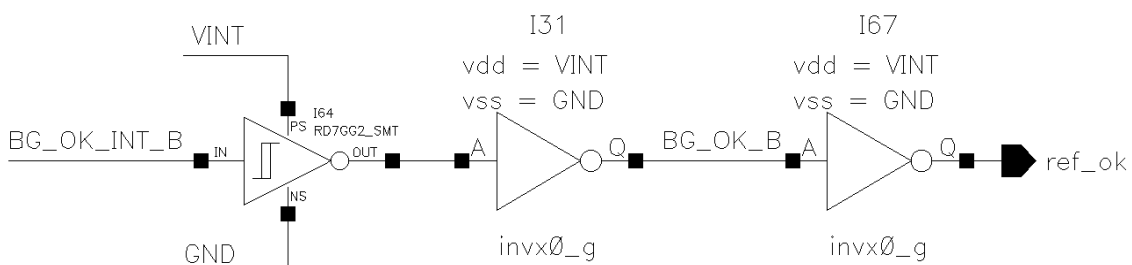 VINT
I31
I67
vdd = VINT
vss = GND
vdd = VINT
vss = GND
I64
PS
RD7GG2_SMT
BG_OK_INT_B
IN
OUT
A
Q
BG_OK_B
A
Q
ref_ok
NS
GND
invx0_g
invx0_g